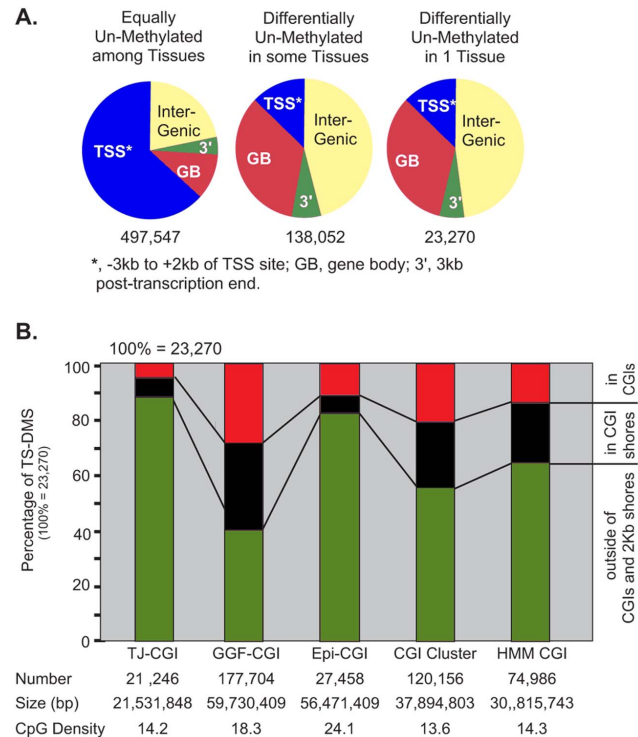 A.
Equally
Un-Methylated
among Tissues
Differentially
Un-Methylated
in some Tissues
Differentially
Un-Methylated
in 1 Tissue
TSS*
Inter-
Genic
3'
GB
TSS*
Inter-
Genic
GB
3'
TSS*
Inter-
Genic
GB
3'
497,547
138,052
23,270
*, -3kb to +2kb of TSS site; GB, gene body; 3', 3kb
post-transcription end.
B.
100% = 23,270
Percentage of TS-DMS
(100% = 23,270)
100
80
60
40
20
0
in
CGIs
in CGI
shores
outside of
CGIs and 2Kb shores
TJ-CGI GGF-CGI Epi-CGI CGI Cluster HMM CGI
Number 21 ,246 177,704 27,458 120,156 74,986
Size (bp) 21,531,848 59,730,409 56,471,409 37,894,803 30,,815,743
CpG Density 14.2 18.3 24.1 13.6 14.3